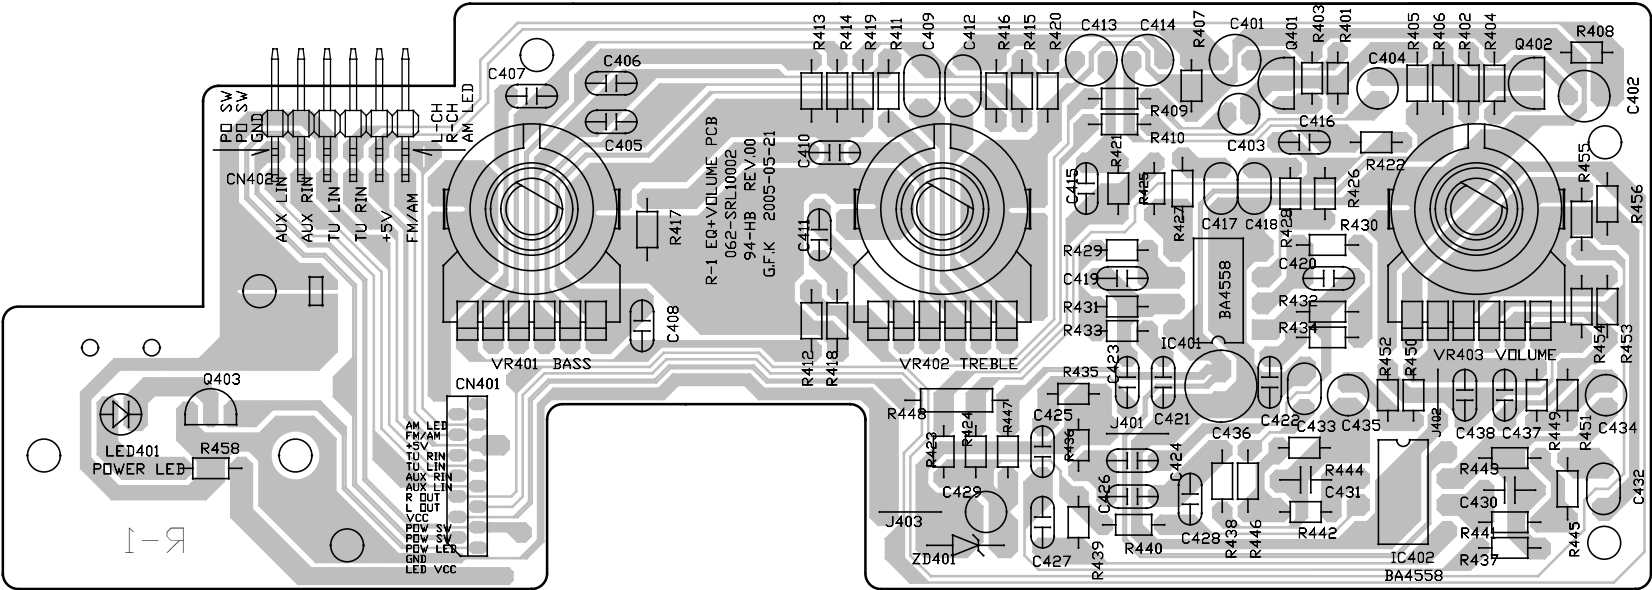 R413
R414
R419
R411
C409
C412
R416
R415
R420
C413
C414
R407
C401
Q401
R403
R401
R405
R406
R402
R404
Q402
R408
C402
C404
C407
C406
C405
PO SW
PO SW
GND
L-CH
R-CH
AM LED
CN402
AUX LIN
AUX RIN
TU LIN
TU RIN
+5V
FM/AM
R417
R-1 EQ+VOLUME PCB
062-SRL10002
94-HB REV.00
G.F.K 2005-05-21
C410
C411
R409
R410
C403
C416
R421
R422
C415
R425
R427
C417
C418
R428
R426
R455
R456
R430
R429
C419
C420
BA4558
R431
R432
R433
R434
IC401
C408
VR401 BASS
R412
R418
VR402 TREBLE
VR403 VOLUME
R454
R453
R452
R450
C423
R435
C421
C422
C436
C433
C435
J402
C438
C437
R449
R451
C434
Q403
CN401
LED401
POWER LED
R458
AM LED
FM/AM
+5V
TU RIN
TU LIN
AUX RIN
AUX LIN
R OUT
L OUT
VCC
POW SW
POW SW
POW LED
GND
LED VCC
R448
R423
R424
R447
C425
R436
J401
C424
C429
C426
R444
C431
R443
C430
C432
J403
ZD401
C427
R439
R440
C428
R438
R446
R442
IC402
BA4558
R441
R437
R445
R-1